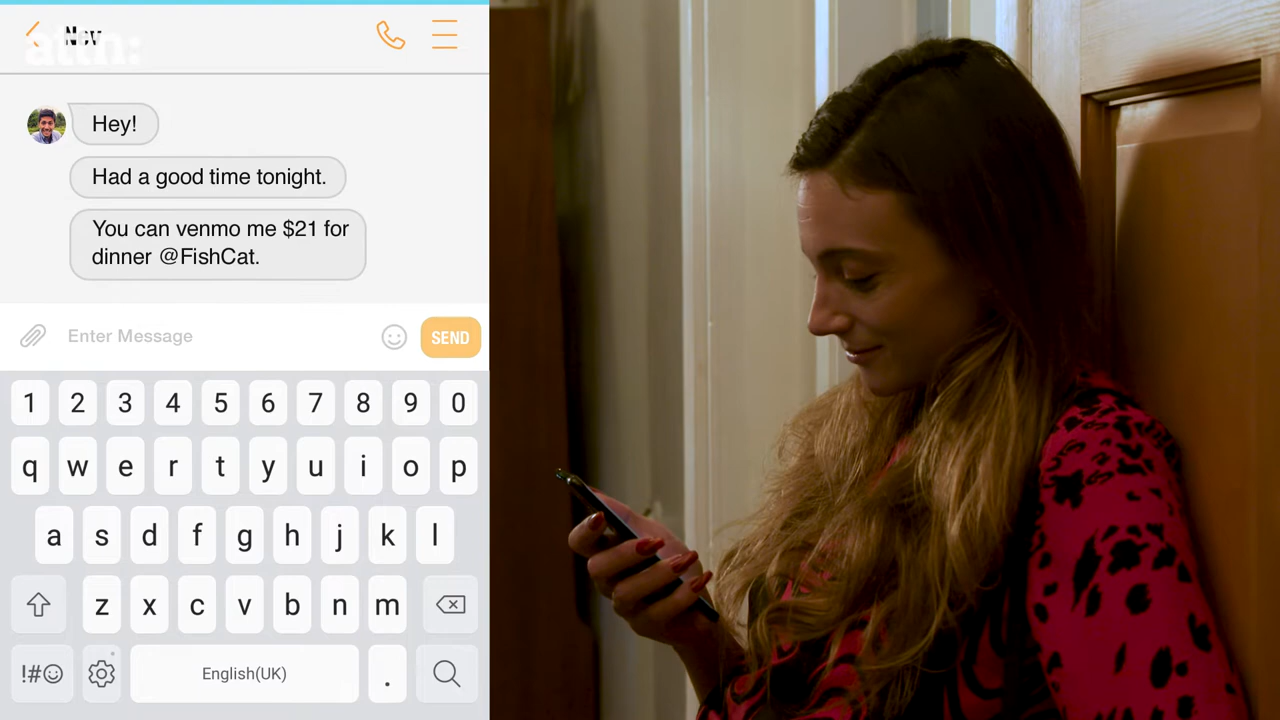 attn:
Hey!
Had a good time tonight.
You can venmo me $21 for
dinner @FishCat.
Enter Message
SEND
1 2 3 4 5 6 7 8 9 0
q w e r t y u i o p
a s d f g h j k l
z x c v b n m
!#☺ English(UK) .